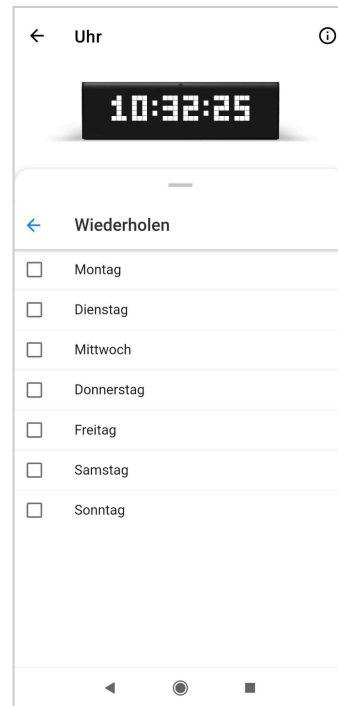 Uhr
10:32:25
Wiederholen
Montag
Dienstag
Mittwoch
Donnerstag
Freitag
Samstag
Sonntag